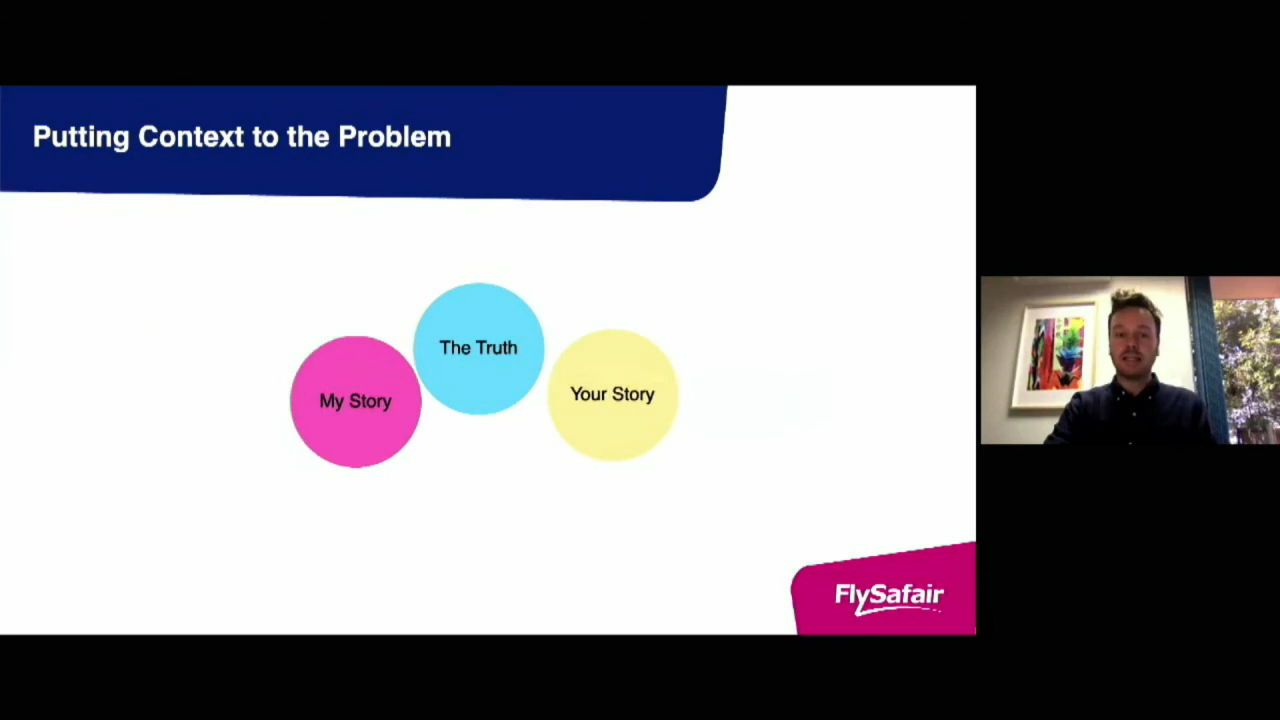 Putting Context to the Problem
The Truth
My Story
Your Story
FlySafair